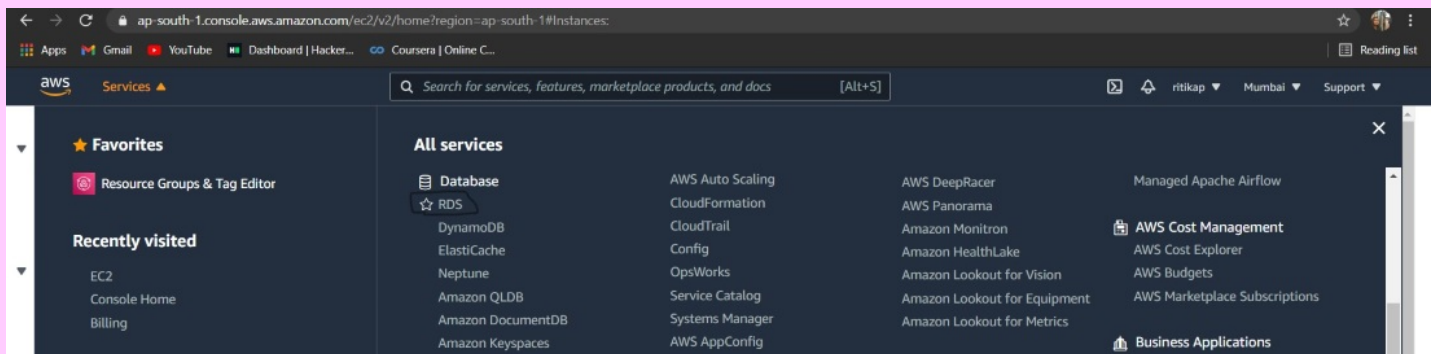 ap-south-1.console.aws.amazon.com/ec2/v2/home?region=ap-south-1#Instances:
Apps Gmail YouTube Dashboard | Hacker... Coursera | Online C... Reading list
aws Services Search for services, features, marketplace products, and docs [Alt+S] ritikap Mumbai Support
Favorites
Resource Groups & Tag Editor
Recently visited
EC2
Console Home
Billing
All services
Database
RDS
DynamoDB
ElastiCache
Neptune
Amazon QLDB
Amazon DocumentDB
Amazon Keyspaces
AWS Auto Scaling
CloudFormation
CloudTrail
Config
OpsWorks
Service Catalog
Systems Manager
AWS AppConfig
AWS DeepRacer
AWS Panorama
Amazon Monitron
Amazon HealthLake
Amazon Lookout for Vision
Amazon Lookout for Equipment
Amazon Lookout for Metrics
Managed Apache Airflow
AWS Cost Management
AWS Cost Explorer
AWS Budgets
AWS Marketplace Subscriptions
Business Applications